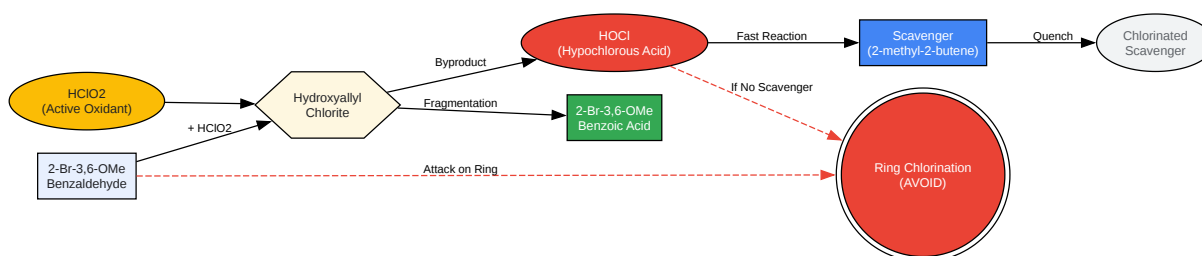 HOCl
(Hypochlorous Acid)
Fast Reaction
Scavenger
(2-methyl-2-butene)
Quench
Chlorinated
Scavenger
Byproduct
HClO2
(Active Oxidant)
Hydroxyallyl
Chlorite
Fragmentation
If No Scavenger
2-Br-3,6-OMe
Benzoic Acid
+ HClO2
2-Br-3,6-OMe
Benzaldehyde
Attack on Ring
Ring Chlorination
(AVOID)